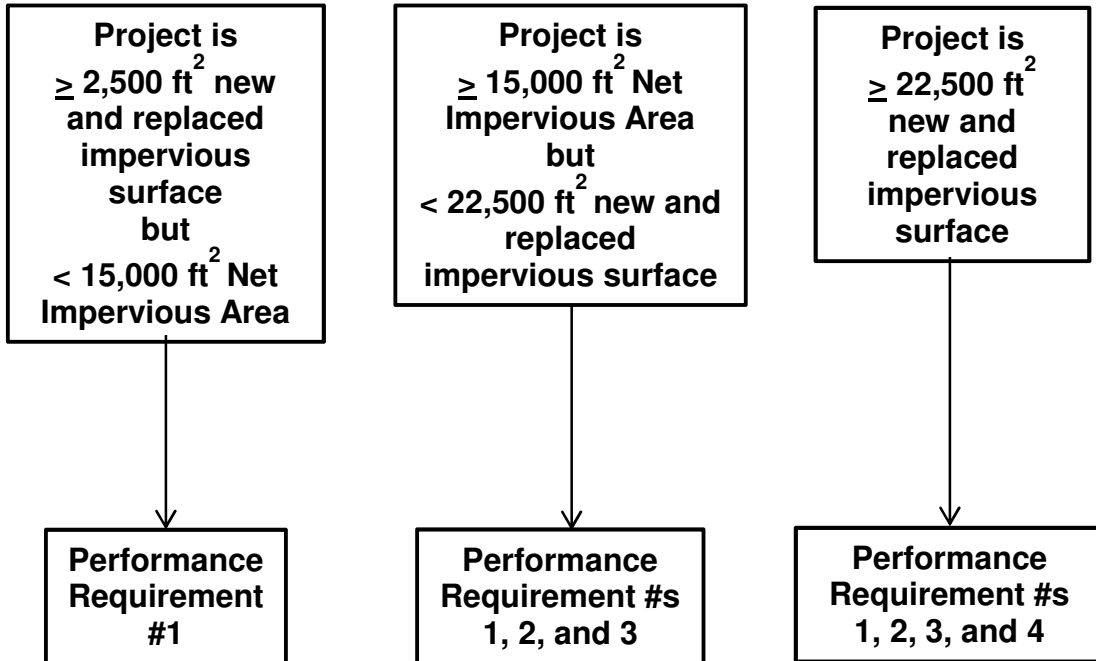 Project is
≥ 2,500 ft² new
and replaced
impervious
surface
but
< 15,000 ft² Net
Impervious Area
Project is
≥ 15,000 ft² Net
Impervious Area
but
< 22,500 ft² new and
replaced
impervious surface
Project is
≥ 22,500 ft²
new and
replaced
impervious
surface
Performance
Requirement
#1
Performance
Requirement #s
1, 2, and 3
Performance
Requirement #s
1, 2, 3, and 4